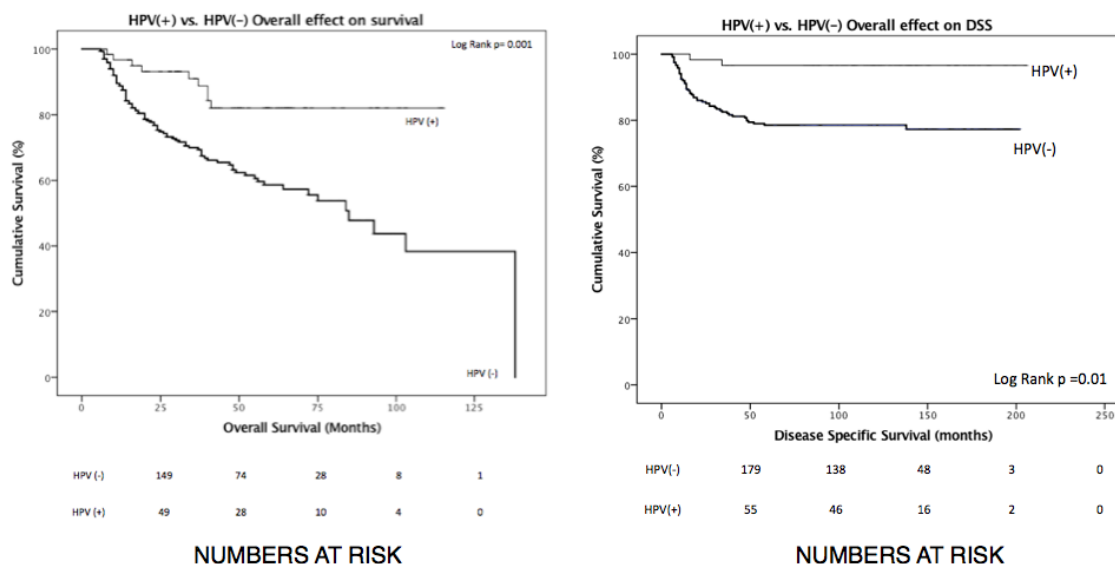 HPV(+) vs. HPV(-) Overall effect on survival
Log Rank p= 0.001
100
80
60
40
20
0
Cumulative Survival (%)
HPV (+)
HPV (-)
0 25 50 75 100 125
Overall Survival (Months)
HPV (-) 149 74 28 8 1
HPV (+) 49 28 10 4 0
NUMBERS AT RISK
HPV(+) vs. HPV(-) Overall effect on DSS
100
80
60
40
20
0
Cumulative Survival (%)
HPV(+)
HPV(-)
Log Rank p =0.01
0 50 100 150 200 250
Disease Specific Survival (months)
HPV(-) 179 138 48 3 0
HPV(+) 55 46 16 2 0
NUMBERS AT RISK